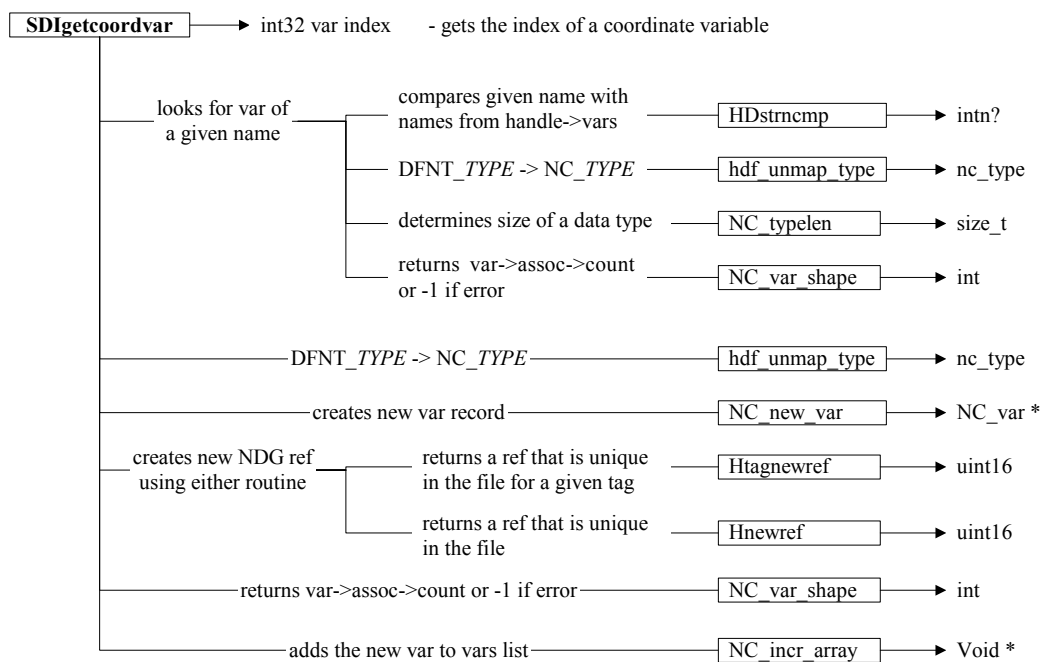 SDIgetcoordvar int32 var index - gets the index of a coordinate variable
looks for var of
a given name
compares given name with
names from handle->vars
HDstrncmp intn?
DFNT_TYPE -> NC_TYPE hdf_unmap_type nc_type
determines size of a data type NC_typelen size_t
returns var->assoc->count
or -1 if error
NC_var_shape int
DFNT_TYPE -> NC_TYPE hdf_unmap_type nc_type
creates new var record NC_new_var NC_var *
creates new NDG ref
using either routine
returns a ref that is unique
in the file for a given tag
Htagnewref uint16
returns a ref that is unique
in the file
Hnewref uint16
returns var->assoc->count or -1 if error NC_var_shape int
adds the new var to vars list NC_incr_array Void *